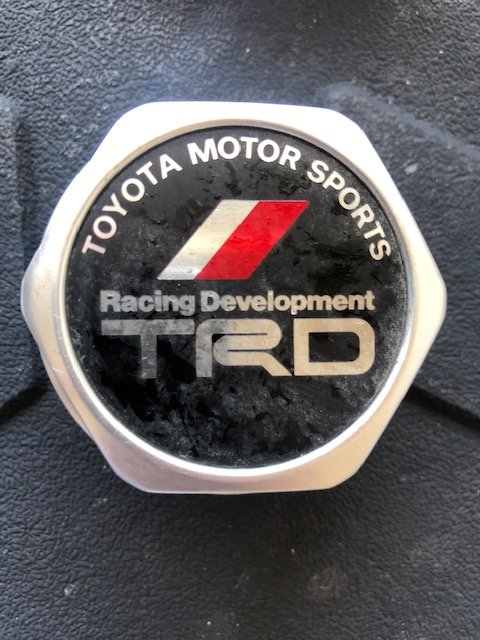 TOYOTA MOTOR SPORTS
Racing Development
TRD